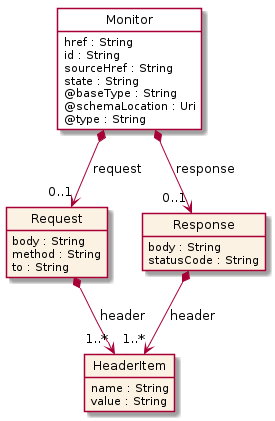 Monitor
href : String
id : String
sourceHref : String
state : String
@baseType : String
@schemaLocation : Uri
@type : String
request
response
0..1
0..1
Request
body : String
method : String
to : String
Response
body : String
statusCode : String
header
header
1..*
1..*
HeaderItem
name : String
value : String